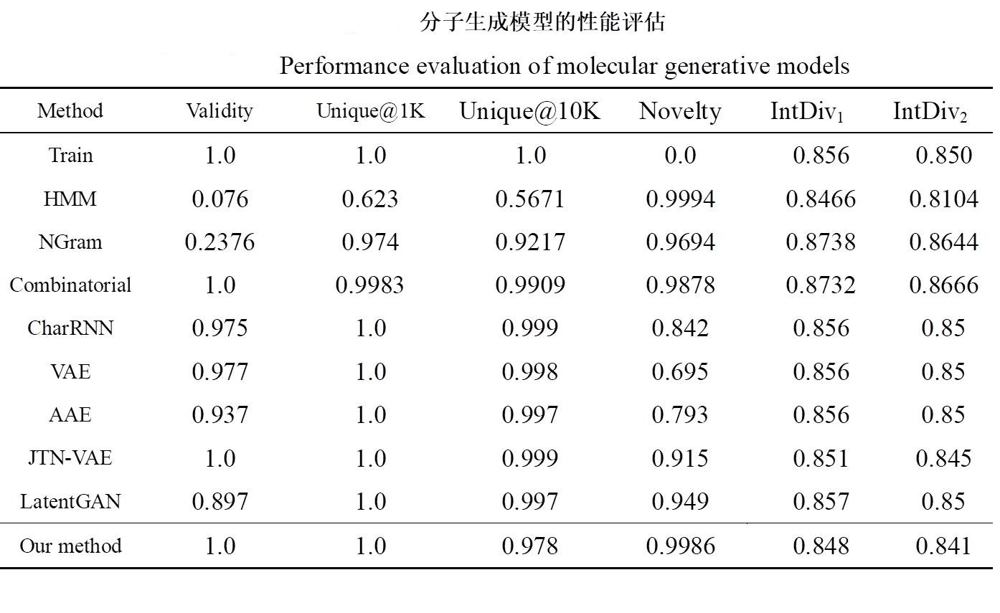 分子生成模型的性能评估
Performance evaluation of molecular generative models
Method Validity Unique@1K Unique@10K Novelty IntDiv₁ IntDiv₂
Train 1.0 1.0 1.0 0.0 0.856 0.850
HMM 0.076 0.623 0.5671 0.9994 0.8466 0.8104
NGram 0.2376 0.974 0.9217 0.9694 0.8738 0.8644
Combinatorial 1.0 0.9983 0.9909 0.9878 0.8732 0.8666
CharRNN 0.975 1.0 0.999 0.842 0.856 0.85
VAE 0.977 1.0 0.998 0.695 0.856 0.85
AAE 0.937 1.0 0.997 0.793 0.856 0.85
JTN-VAE 1.0 1.0 0.999 0.915 0.851 0.845
LatentGAN 0.897 1.0 0.997 0.949 0.857 0.85
Our method 1.0 1.0 0.978 0.9986 0.848 0.841